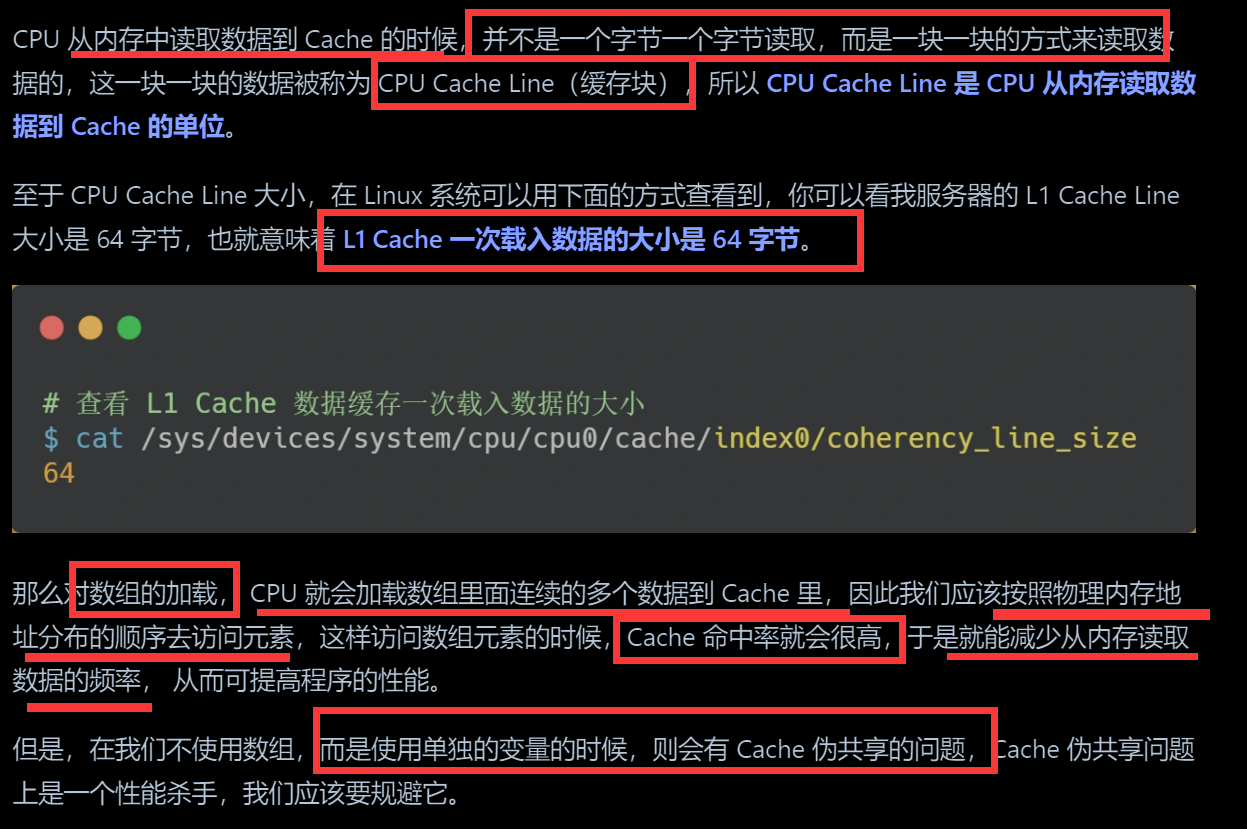 CPU 从内存中读取数据到 Cache 的时候，并不是一个字节一个字节读取，而是一块一块的方式来读取数
据的，这一块一块的数据被称为 CPU Cache Line（缓存块），所以 CPU Cache Line 是 CPU 从内存读取数
据到 Cache 的单位。
至于 CPU Cache Line 大小，在 Linux 系统可以用下面的方式查看到，你可以看我服务器的 L1 Cache Line
大小是 64 字节，也就意味着 L1 Cache 一次载入数据的大小是 64 字节。
# 查看 L1 Cache 数据缓存一次载入数据的大小
$ cat /sys/devices/system/cpu/cpu0/cache/index0/coherency_line_size
64
那么对数组的加载，CPU 就会加载数组里面连续的多个数据到 Cache 里，因此我们应该按照物理内存地
址分布的顺序去访问元素，这样访问数组元素的时候，Cache 命中率就会很高，于是就能减少从内存读取
数据的频率， 从而可提高程序的性能。
但是，在我们不使用数组，而是使用单独的变量的时候，则会有 Cache 伪共享的问题，Cache 伪共享问题
上是一个性能杀手，我们应该要规避它。